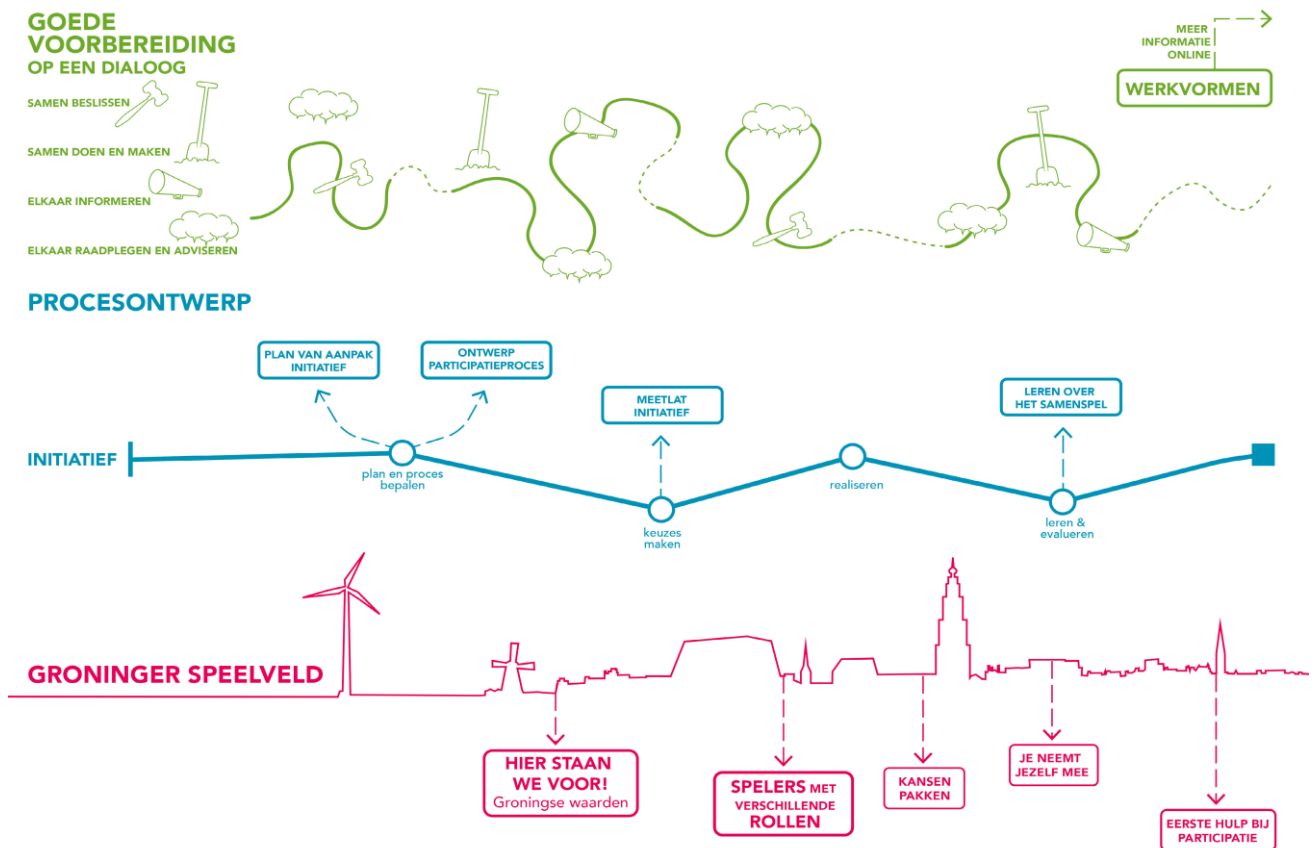 GOEDE
VOORBEREIDING
OP EEN DIALOOG
MEER
INFORMATIE
ONLINE
WERKVORMEN
SAMEN BESLISSEN
SAMEN DOEN EN MAKEN
ELKAAR INFORMEREN
ELKAAR RAADPLEGEN EN ADVISEREN
PROCESONTWERP
PLAN VAN AANPAK
INITIATIEF
ONTWERP
PARTICIPATIEPROCES
MEETLAT
INITIATIEF
LEREN OVER
HET SAMENSPEL
INITIATIEF
plan en proces
bepalen
keuzes
maken
realiseren
leren &
evalueren
GRONINGER SPEELVELD
HIER STAAN
WE VOOR!
Groningse waarden
SPELERS MET
VERSCHILLENDE
ROLLEN
KANSEN
PAKKEN
JE NEEMT
JEZELF MEE
EERSTE HULP BIJ
PARTICIPATIE